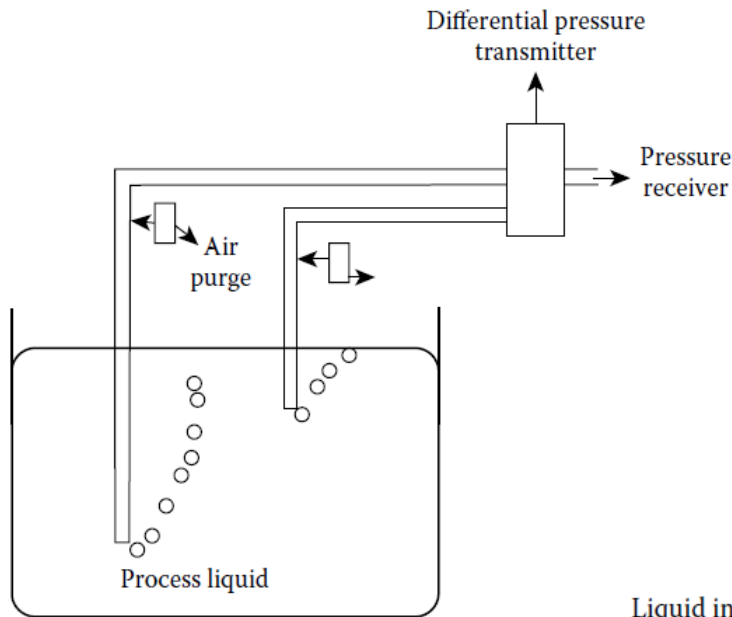 Differential pressure
transmitter
Pressure
receiver
Air
purge
Process liquid
Liquid in